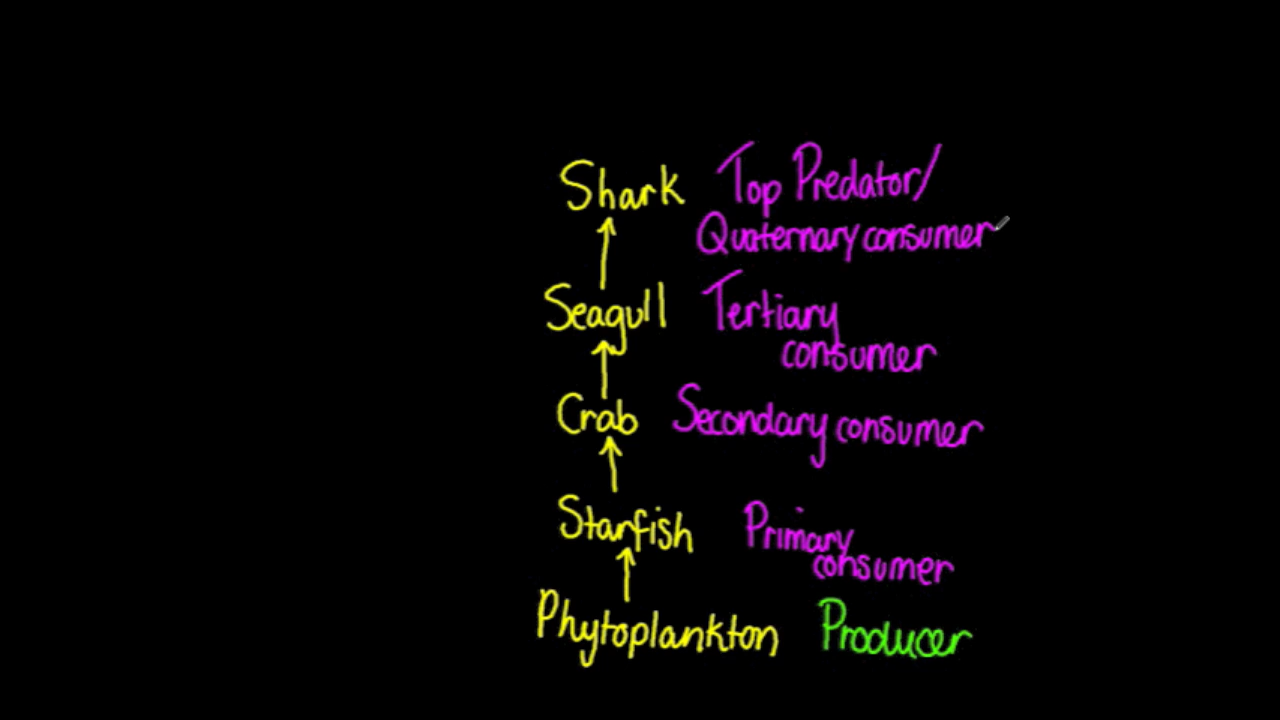 Shark Top Predator/
Quaternary consumer
Seagull Tertiary
consumer
Crab Secondary consumer
Starfish Primary
consumer
Phytoplankton Producer